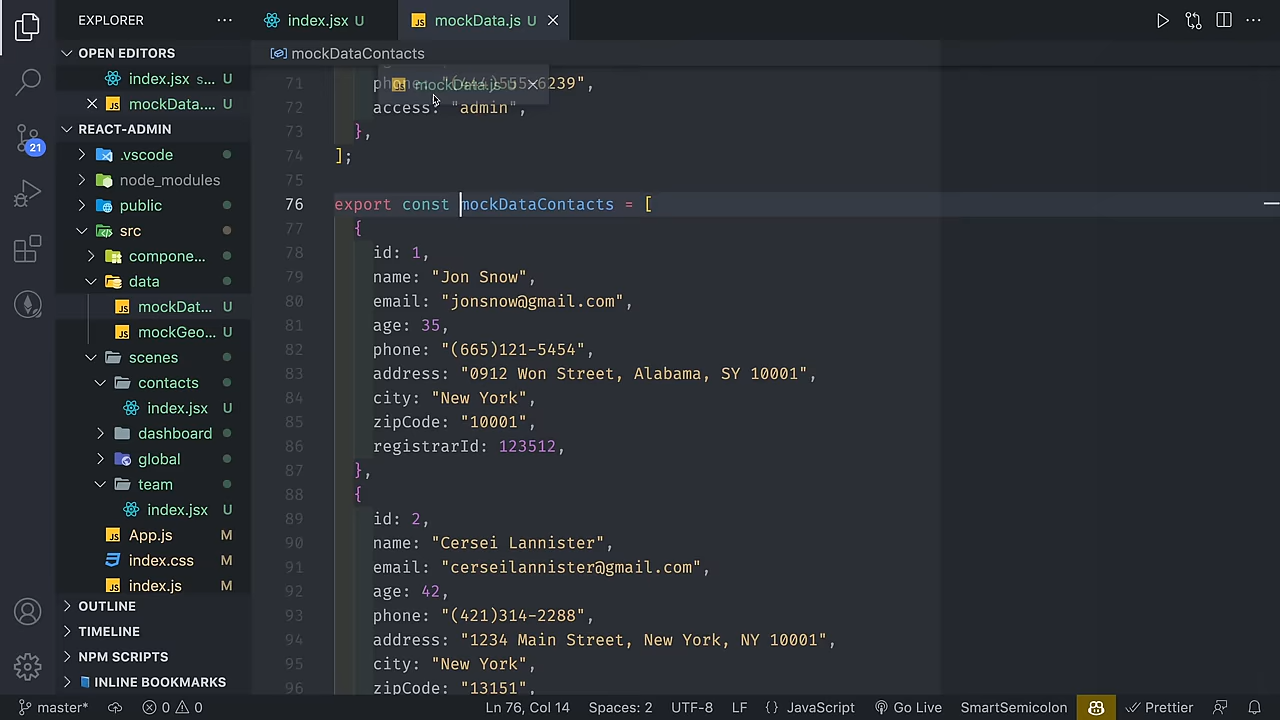 EXPLORER
index.jsx U
mockData.js U
OPEN EDITORS
index.jsx s... U
mockData.... U
REACT-ADMIN
.vscode
node_modules
public
src
compone...
data
mockDat... U
mockGeo... U
scenes
contacts
index.jsx U
dashboard
global
team
index.jsx U
App.js M
index.css M
index.js M
OUTLINE
TIMELINE
NPM SCRIPTS
INLINE BOOKMARKS
21
mockDataContacts
mockData.js U
71 phone: "(444)555-6239",
72 access: "admin",
73 },
74 ];
75
76 export const mockDataContacts = [
77 {
78 id: 1,
79 name: "Jon Snow",
80 email: "jonsnow@gmail.com",
81 age: 35,
82 phone: "(665)121-5454",
83 address: "0912 Won Street, Alabama, SY 10001",
84 city: "New York",
85 zipCode: "10001",
86 registrarId: 123512,
87 },
88 {
89 id: 2,
90 name: "Cersei Lannister",
91 email: "cerseilannister@gmail.com",
92 age: 42,
93 phone: "(421)314-2288",
94 address: "1234 Main Street, New York, NY 10001",
95 city: "New York",
96 zipCode: "13151",
master* 0 0 Ln 76, Col 14 Spaces: 2 UTF-8 LF {} JavaScript Go Live SmartSemicolon Prettier